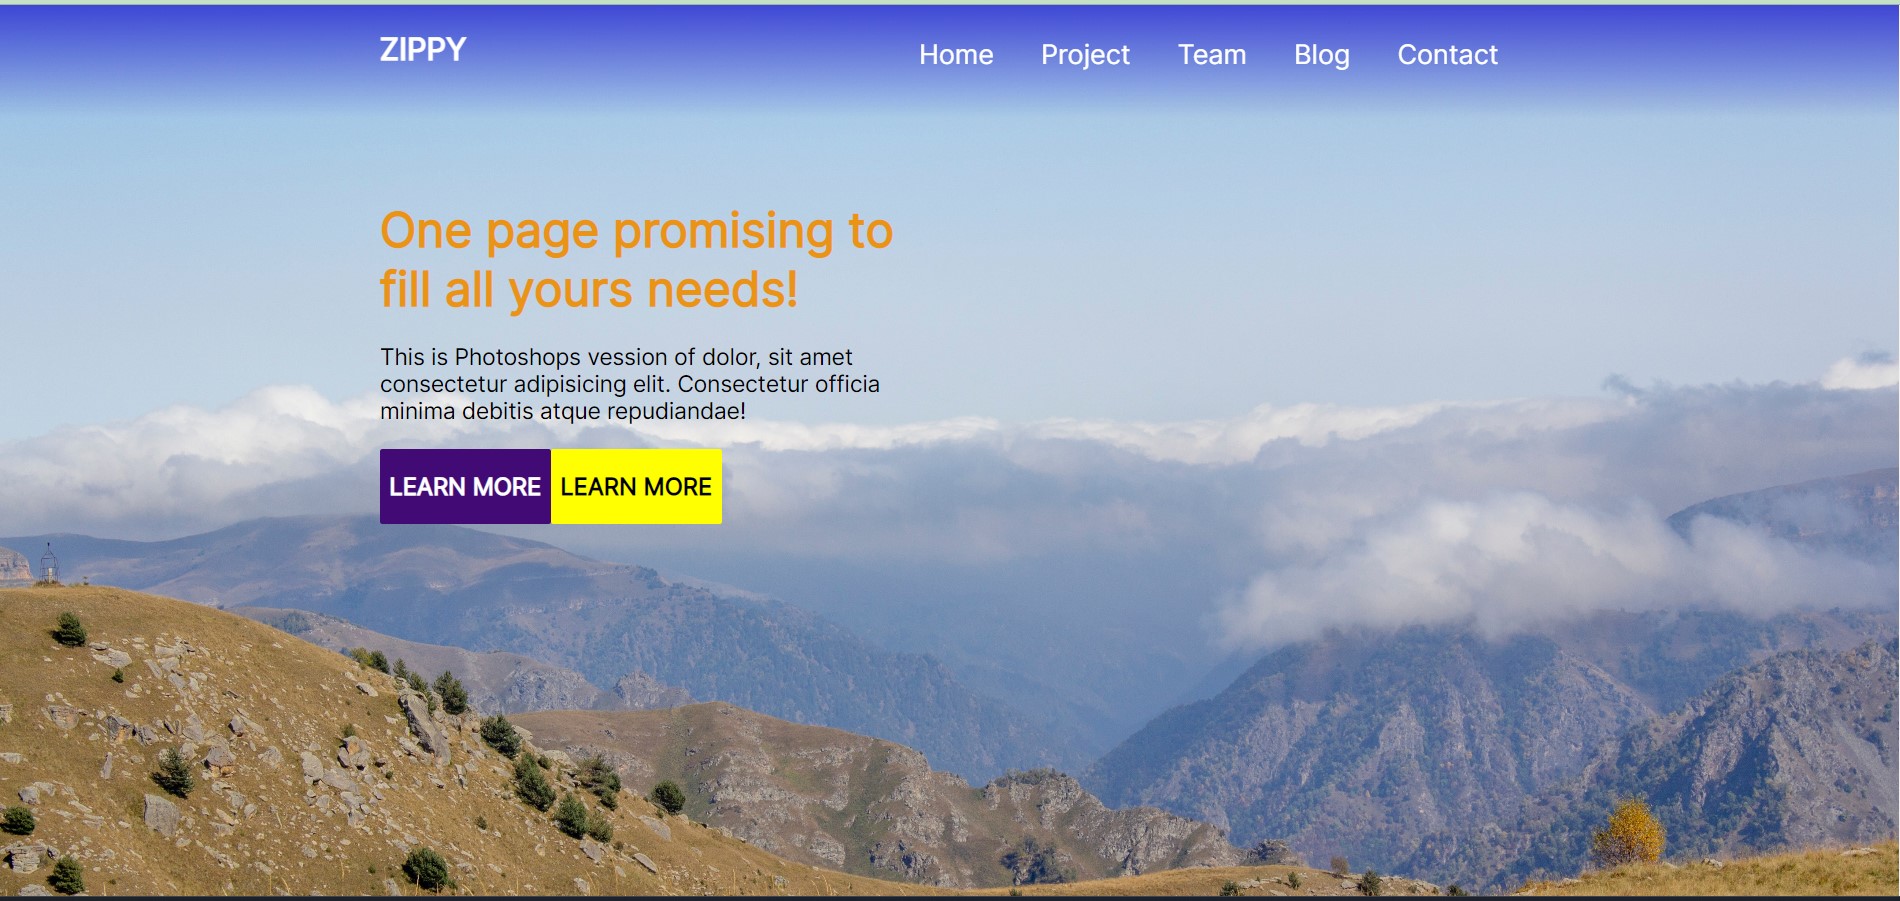 ZIPPY
Home Project Team Blog Contact
One page promising to
fill all yours needs!
This is Photoshops vession of dolor, sit amet
consectetur adipisicing elit. Consectetur officia
minima debitis atque repudiandae!
LEARN MORE LEARN MORE